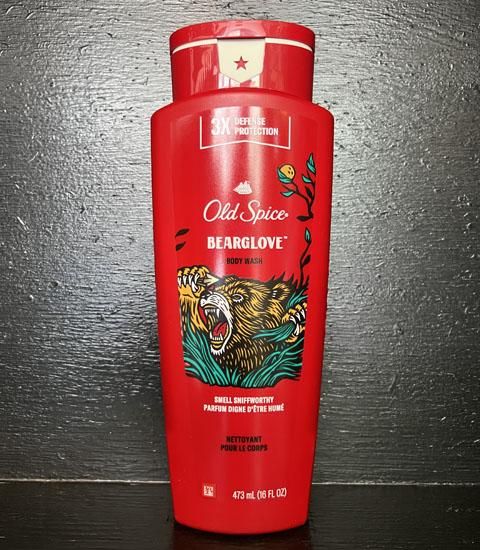 3X DEFENSE
PROTECTION
Old Spice
BEARGLOVE™
BODY WASH
SMELL SNIFFWORTHY
PARFUM DIGNE D'ÊTRE HUMÉ
NETTOYANT
POUR LE CORPS
473 mL (16 FL OZ)